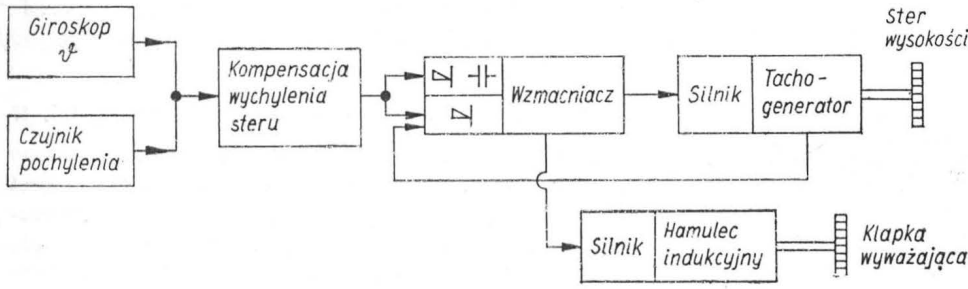 Giroskop
ϑ
Czujnik
pochylenia
Kompensacja
wychylenia
steru
Wzmacniacz
Silnik
Tacho-
generator
Ster
wysokości
Silnik
Hamulec
indukcyjny
Klapka
wyważająca